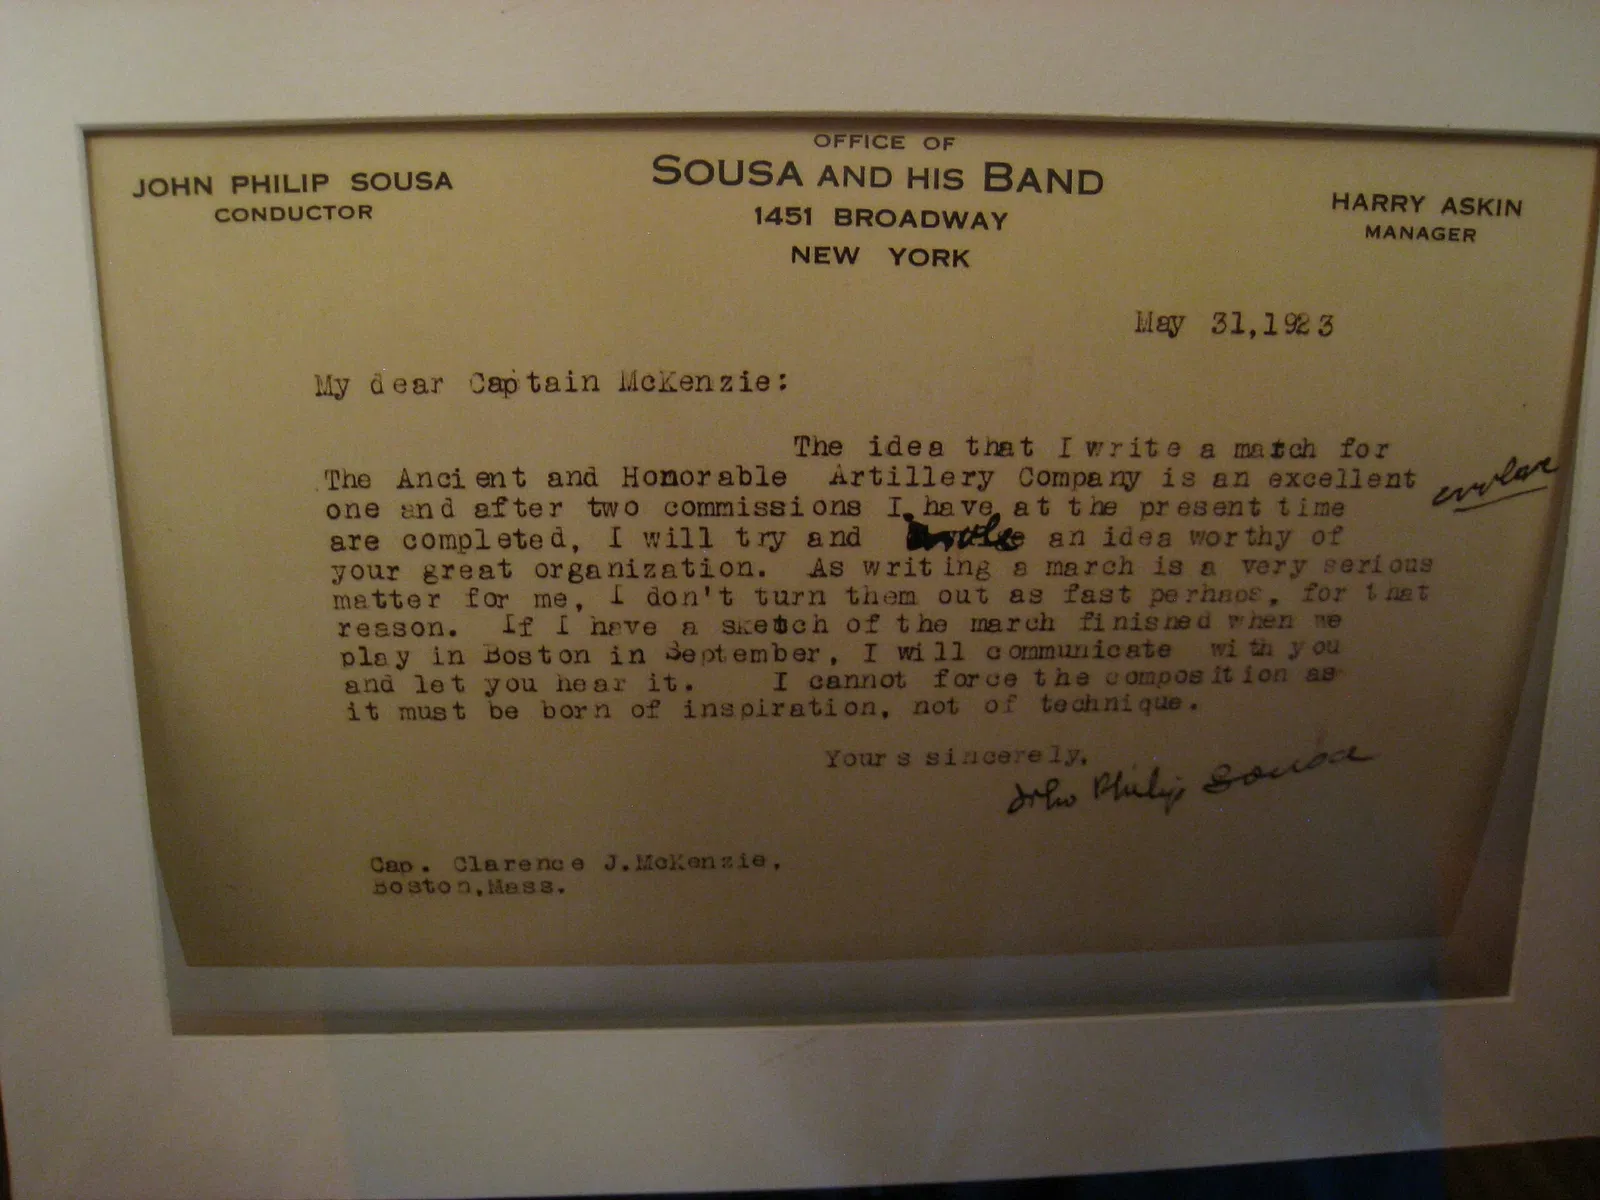 OFFICE OF
JOHN PHILIP SOUSA SOUSA AND HIS BAND HARRY ASKIN
CONDUCTOR 1451 BROADWAY MANAGER
NEW YORK
May 31,1923
My dear Captain McKenzie:
The idea that I write a march for
The Ancient and Honorable Artillery Company is an excellent
evolve
one and after two commissions I have at the present time
are completed, I will try and an idea worthy of
your great organization. As writing a march is a very serious
matter for me, I don't turn them out as fast perhaps, for that
reason. If I have a sketch of the march finished when we
play in Boston in September, I will communicate with you
and let you hear it. I cannot force the composition as
it must be born of inspiration, not of technique.
Yours sincerely,
John Philip Sousa
Cap. Clarence J.McKenzie,
Boston,Mass.